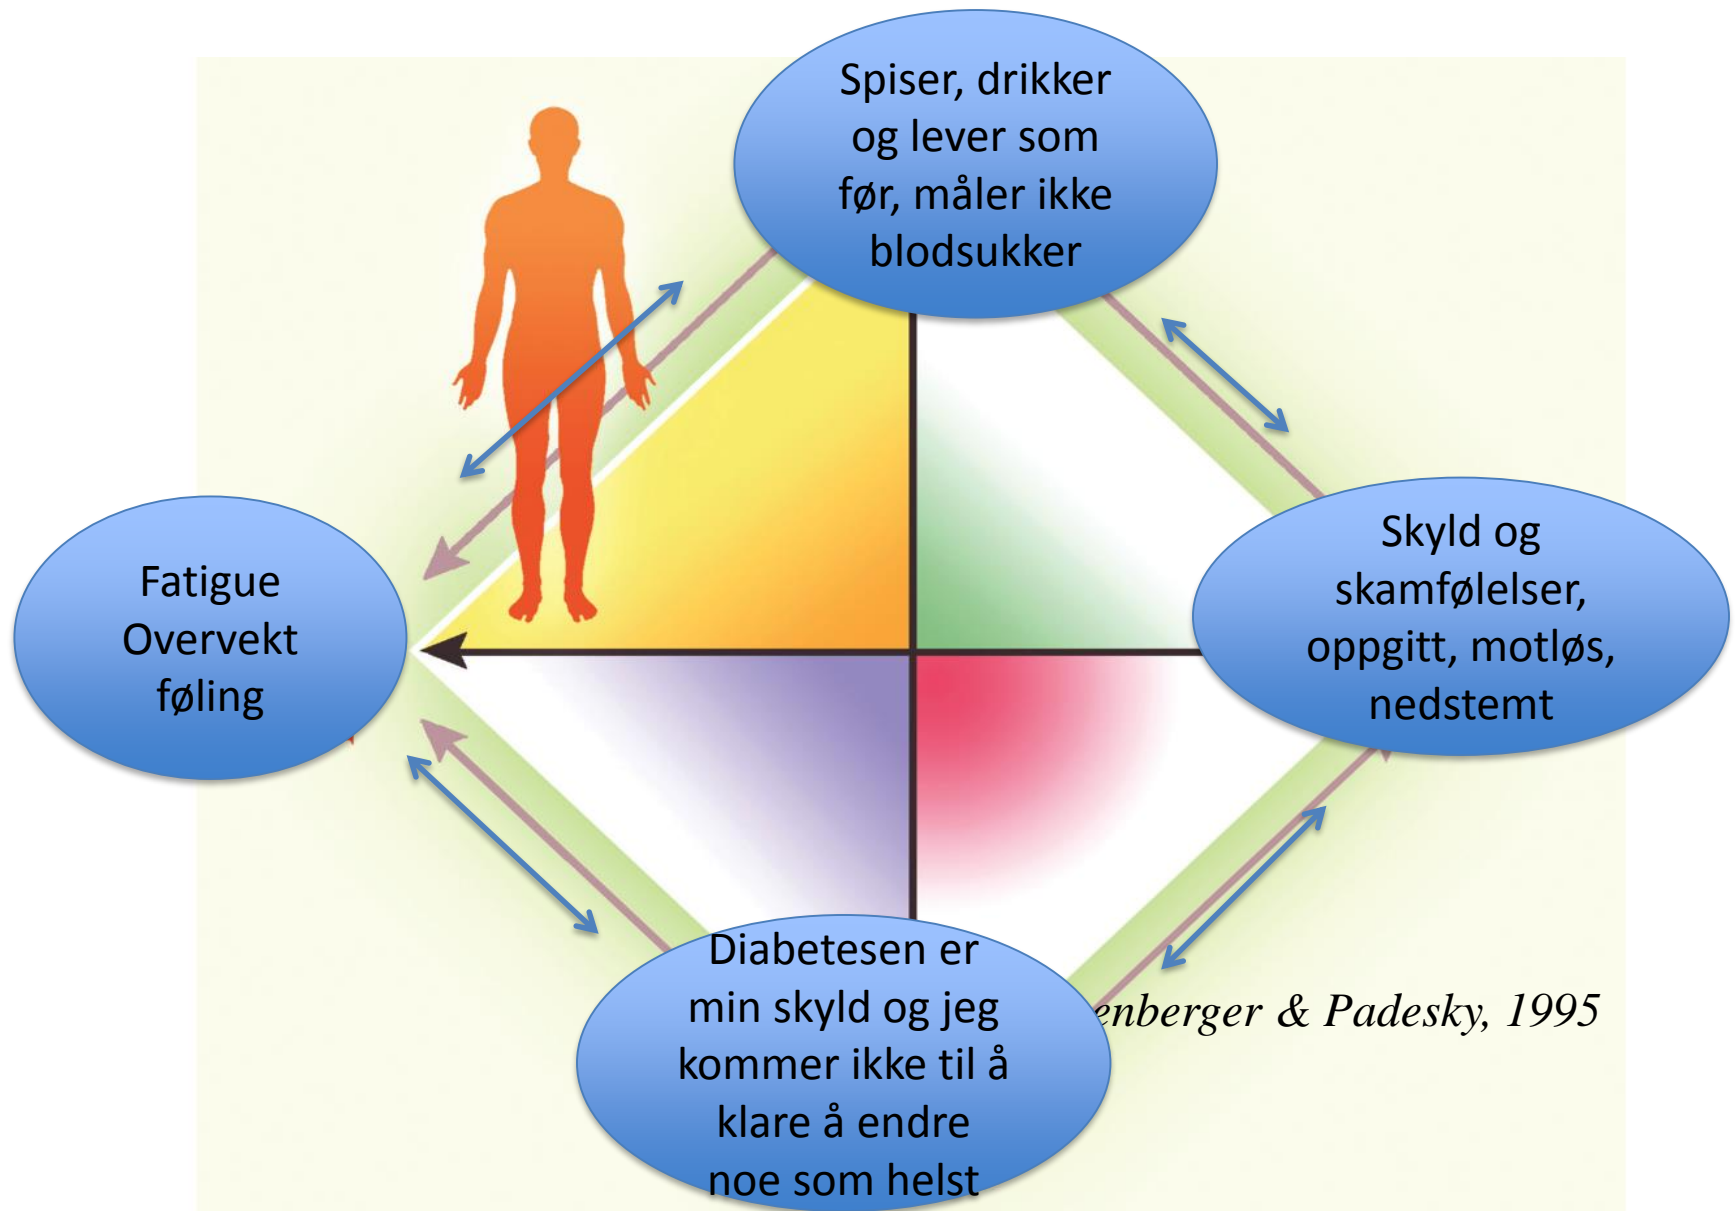 Spiser, drikker
og lever som
før, måler ikke
blodsukker
Fatigue
Overvekt
føling
Skyld og
skamfølelser,
oppgitt, motløs,
nedstemt
Diabetesen er
min skyld og jeg
kommer ikke til å
klare å endre
noe som helst
enberger & Padesky, 1995